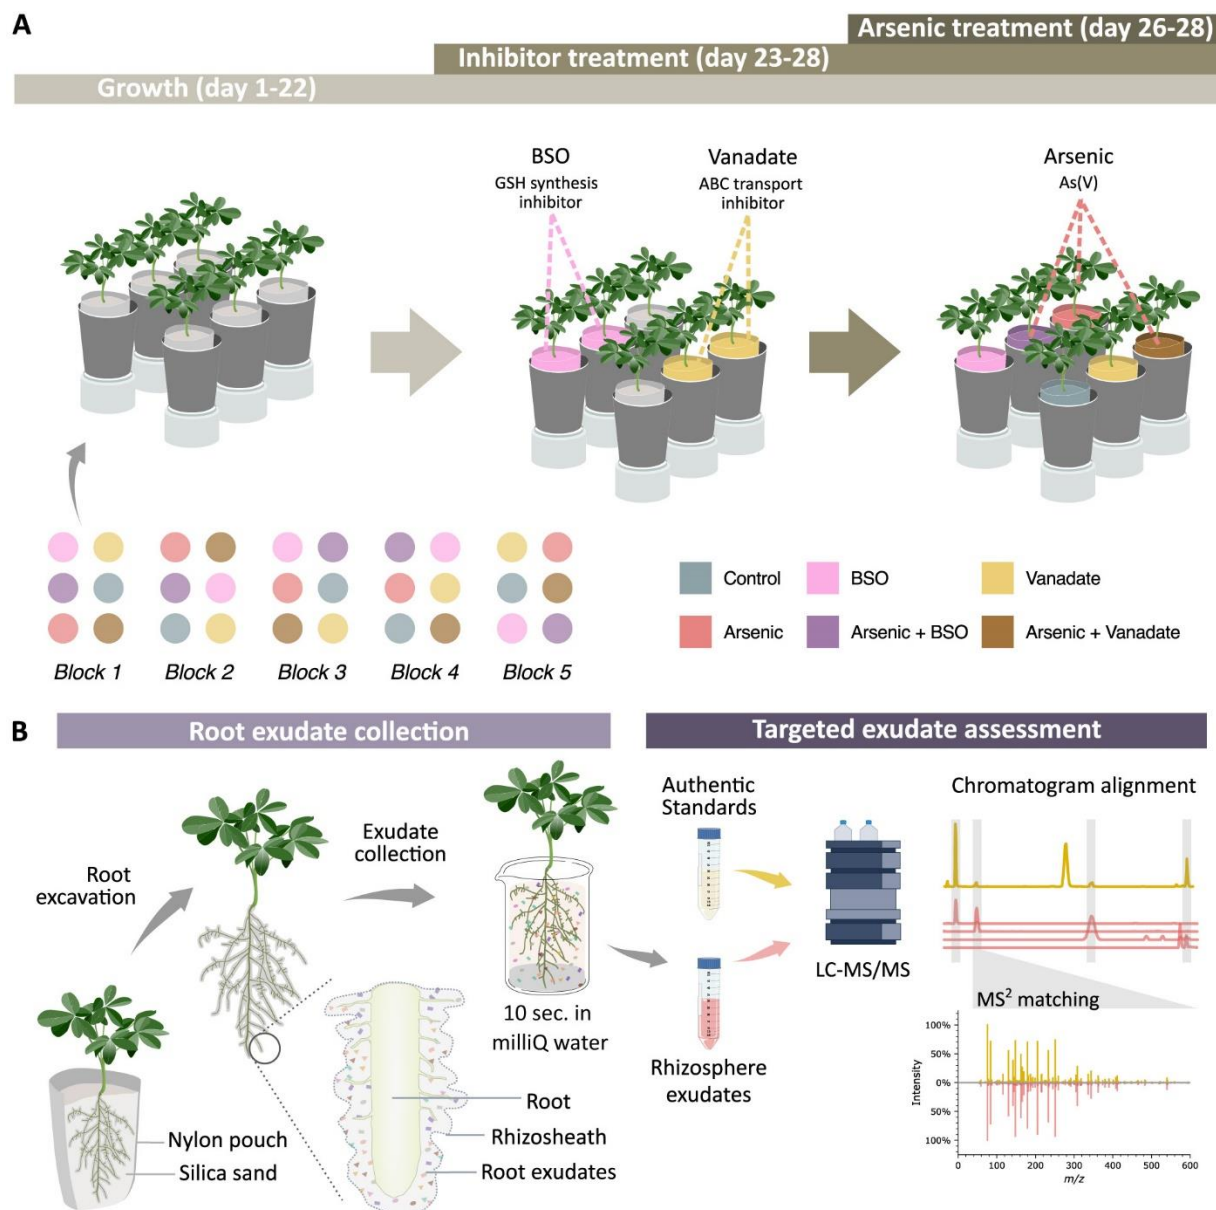 A
Arsenic treatment (day 26-28)
Inhibitor treatment (day 23-28)
Growth (day 1-22)
BSO
GSH synthesis
inhibitor
Vanadate
ABC transport
inhibitor
Arsenic
As(V)
Block 1
Block 2
Block 3
Block 4
Block 5
Control
BSO
Vanadate
Arsenic
Arsenic + BSO
Arsenic + Vanadate
B
Root exudate collection
Targeted exudate assessment
Root
excavation
Exudate
collection
10 sec. in
milliQ water
Nylon pouch
Silica sand
Root
Rhizosheath
Root exudates
Authentic
Standards
Rhizosphere
exudates
LC-MS/MS
Chromatogram alignment
MS² matching
Intensity
100%
50%
0%
50%
100%
0
100
200
300
400
500
600
m/z